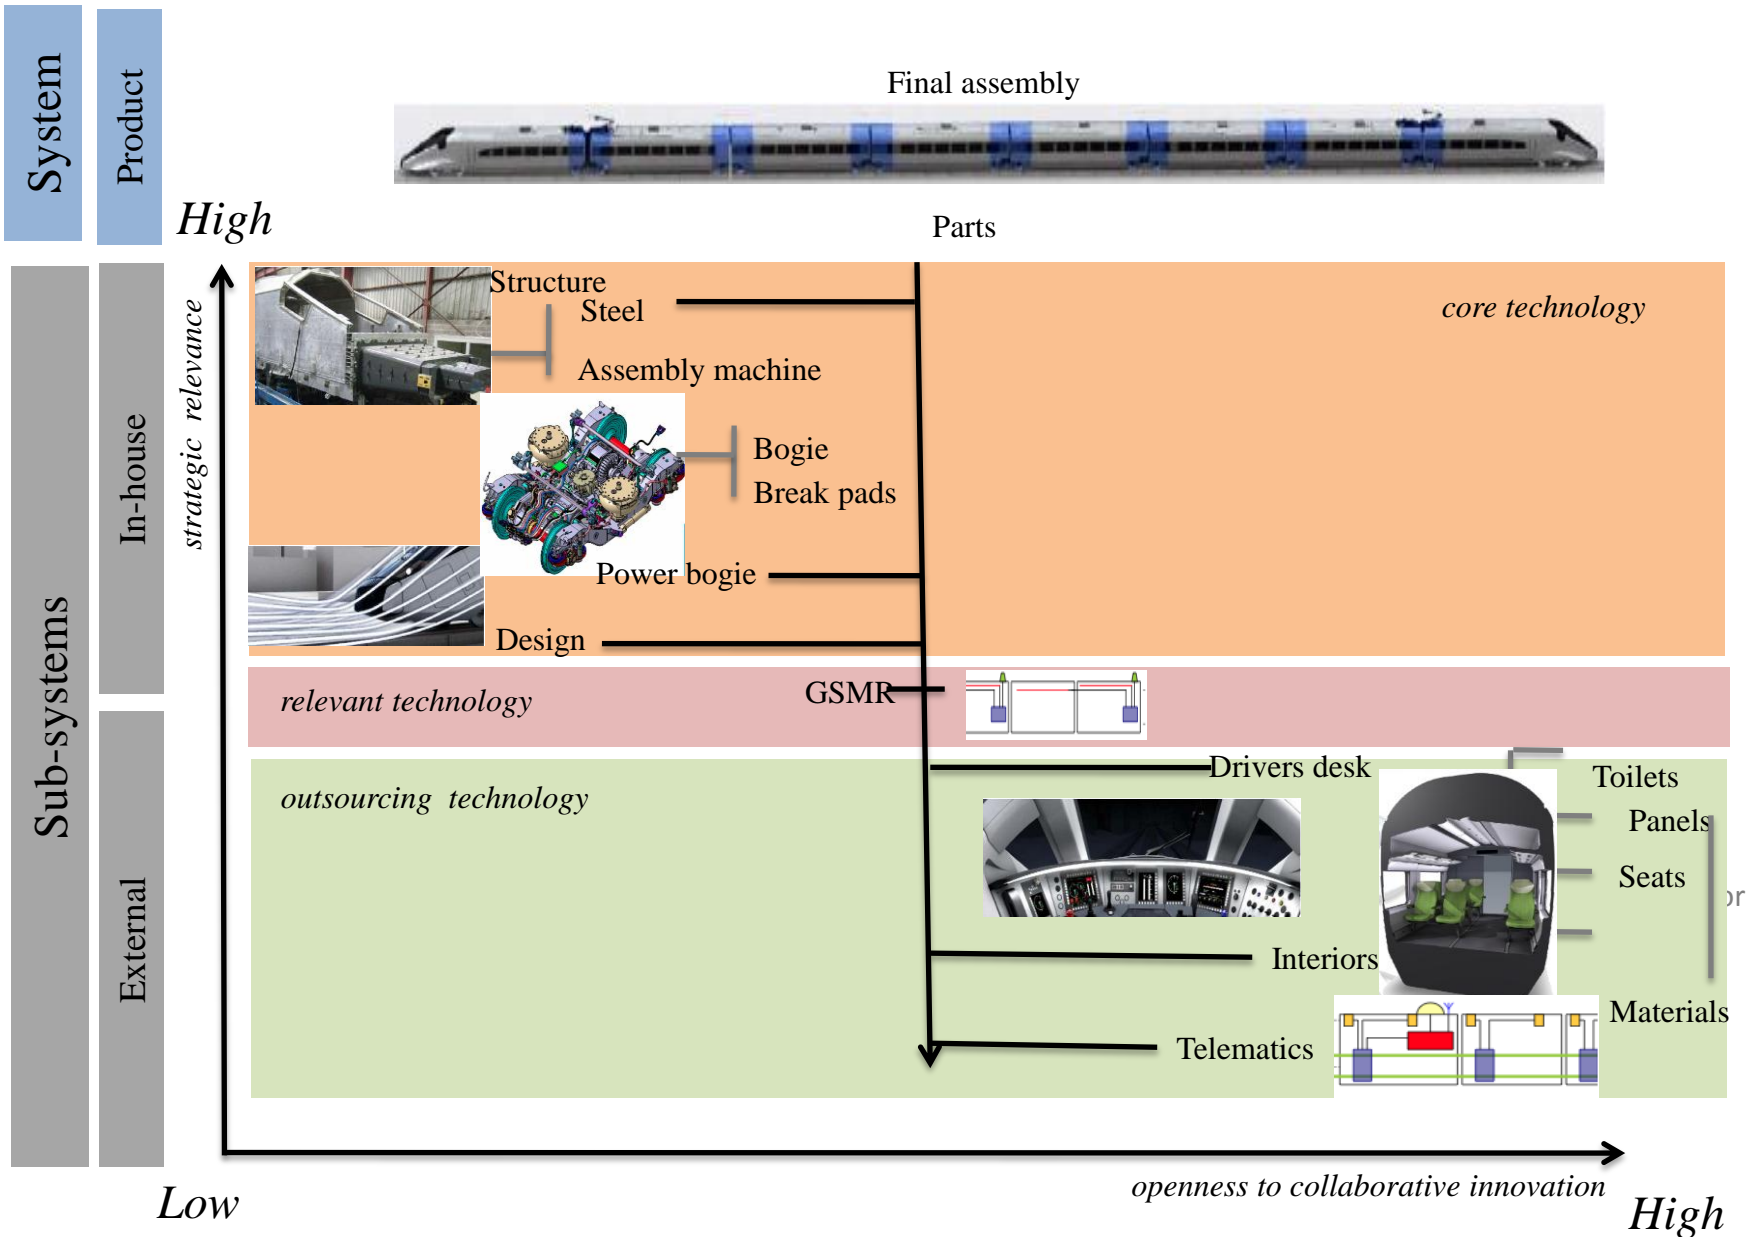 System
Product
Final assembly
High
Parts
Sub-systems
In-house
External
strategic relevance
Structure
Steel
Assembly machine
core technology
Bogie
Break pads
Power bogie
Design
relevant technology
GSMR
outsourcing technology
Drivers desk
Toilets
Panels
Seats
or
Interiors
Materials
Telematics
openness to collaborative innovation
Low
High